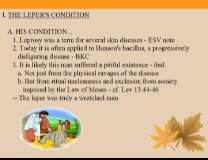 I. THE LEPER'S CONDITION
A. HIS CONDITION...
1. Leprosy was a term for several skin diseases - ESV note
2. Today it is often applied to Hansen's bacillus, a progressively
disfiguring disease - BKC
3. It is likely this man suffered a pitiful existence - ibid.
a. Not just from the physical ravages of the disease
b. But from ritual uncleanness and exclusion from society
imposed by the Law of Moses - cf. Lev 13:44-46
-- The leper was truly a wretched man